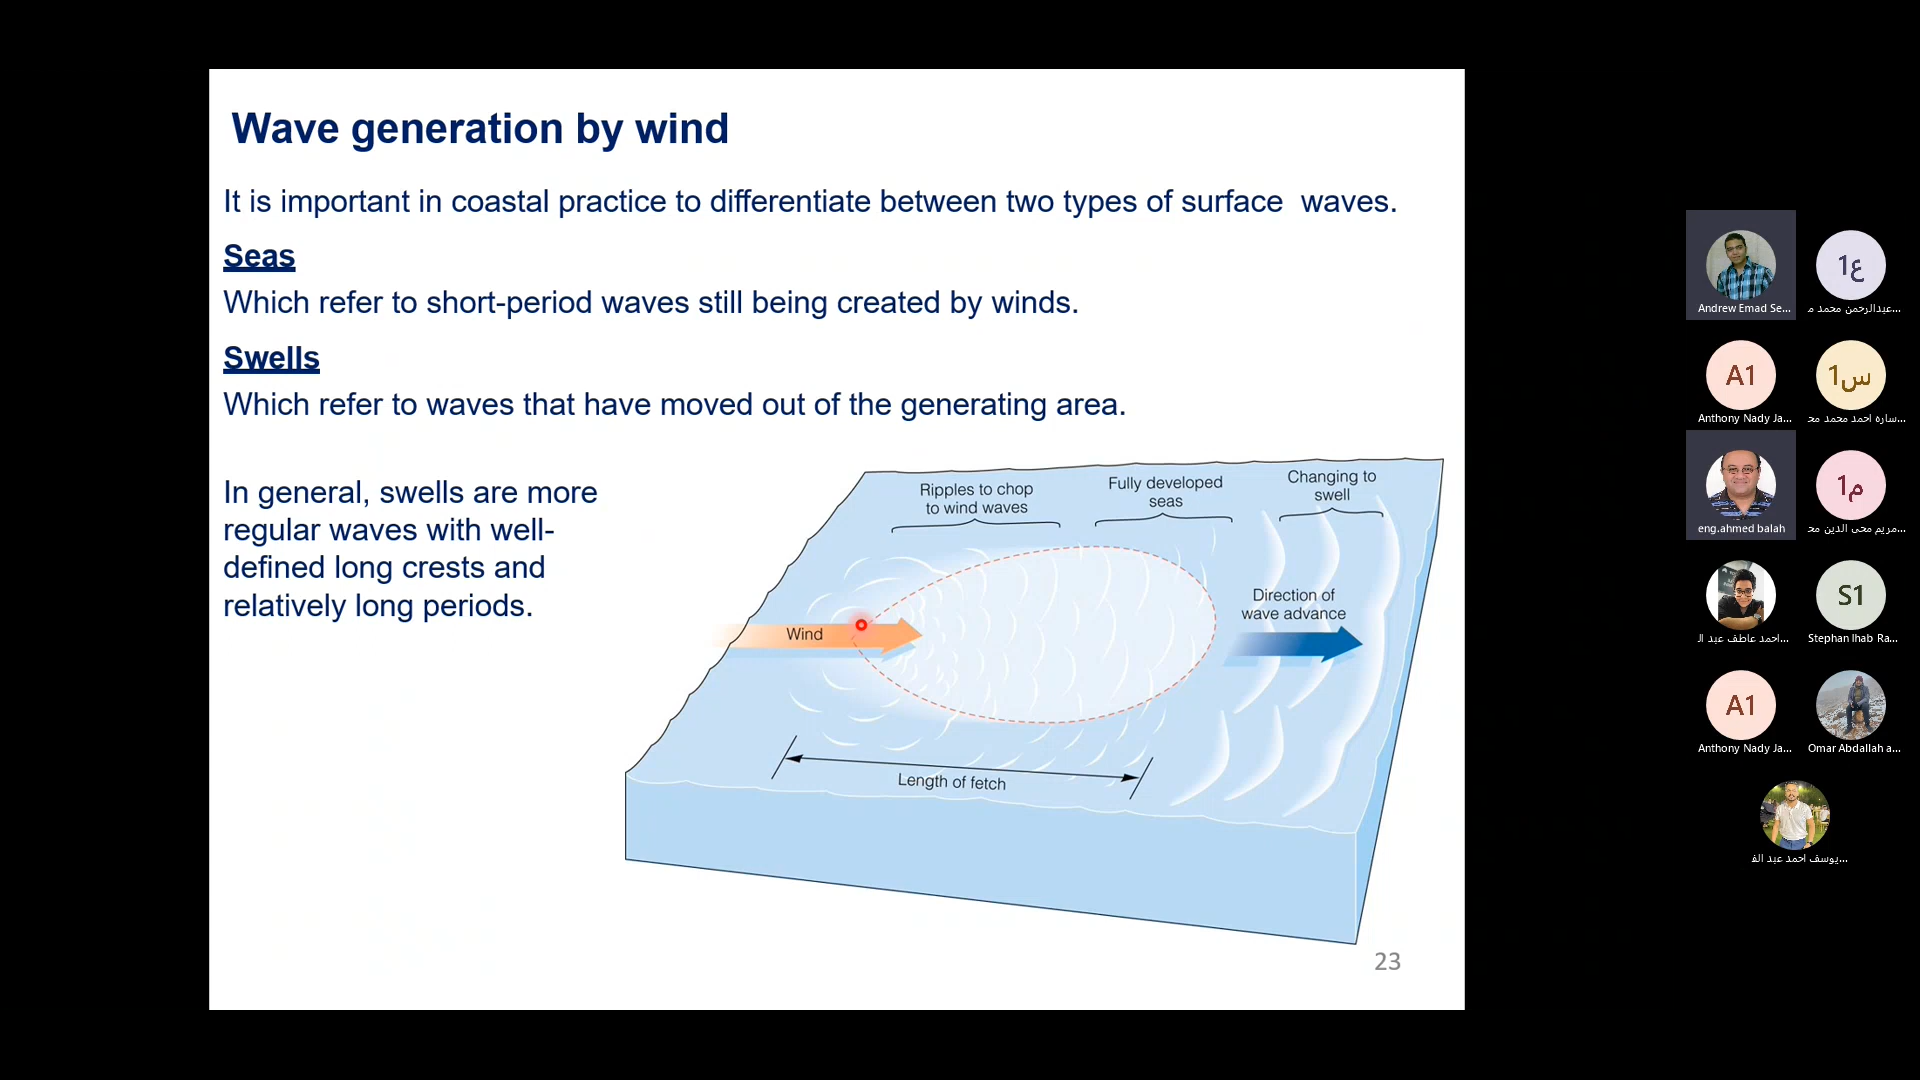 Wave generation by wind
It is important in coastal practice to differentiate between two types of surface waves.
Seas
Which refer to short-period waves still being created by winds.
Swells
Which refer to waves that have moved out of the generating area.
In general, swells are more
regular waves with well-
defined long crests and
relatively long periods.
Ripples to chop
to wind waves
Fully developed
seas
Changing to
swell
Wind
Direction of
wave advance
Length of fetch
23
ع1
Andrew Emad Se...
عبدالرحمن محمد م...
A1
س1
Anthony Nady Ja...
ساره احمد محمد مح...
م1
eng.ahmed balah
مريم محى الدين مح...
S1
احمد عاطف عبد ال...
Stephan Ihab Ra...
A1
Anthony Nady Ja...
Omar Abdallah a...
يوسف احمد عبد الف...